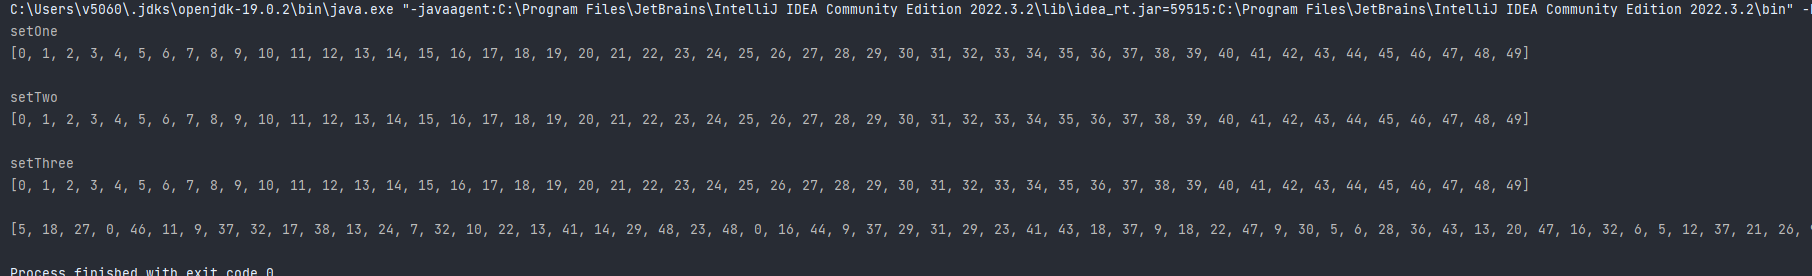 C:\Users\v5060\.jdks\openjdk-19.0.2\bin\java.exe "-javaagent:C:\Program Files\JetBrains\IntelliJ IDEA Community Edition 2022.3.2\lib\idea_rt.jar=59515:C:\Program Files\JetBrains\IntelliJ IDEA Community Edition 2022.3.2\bin" -
setOne
[0, 1, 2, 3, 4, 5, 6, 7, 8, 9, 10, 11, 12, 13, 14, 15, 16, 17, 18, 19, 20, 21, 22, 23, 24, 25, 26, 27, 28, 29, 30, 31, 32, 33, 34, 35, 36, 37, 38, 39, 40, 41, 42, 43, 44, 45, 46, 47, 48, 49]
setTwo
[0, 1, 2, 3, 4, 5, 6, 7, 8, 9, 10, 11, 12, 13, 14, 15, 16, 17, 18, 19, 20, 21, 22, 23, 24, 25, 26, 27, 28, 29, 30, 31, 32, 33, 34, 35, 36, 37, 38, 39, 40, 41, 42, 43, 44, 45, 46, 47, 48, 49]
setThree
[0, 1, 2, 3, 4, 5, 6, 7, 8, 9, 10, 11, 12, 13, 14, 15, 16, 17, 18, 19, 20, 21, 22, 23, 24, 25, 26, 27, 28, 29, 30, 31, 32, 33, 34, 35, 36, 37, 38, 39, 40, 41, 42, 43, 44, 45, 46, 47, 48, 49]
[5, 18, 27, 0, 46, 11, 9, 37, 32, 17, 38, 13, 24, 7, 32, 10, 22, 13, 41, 14, 29, 48, 23, 48, 0, 16, 44, 9, 37, 29, 31, 29, 23, 41, 43, 18, 37, 9, 18, 22, 47, 9, 30, 5, 6, 28, 36, 43, 13, 20, 47, 16, 32, 6, 5, 12, 37, 21, 26,
Process finished with exit code 0